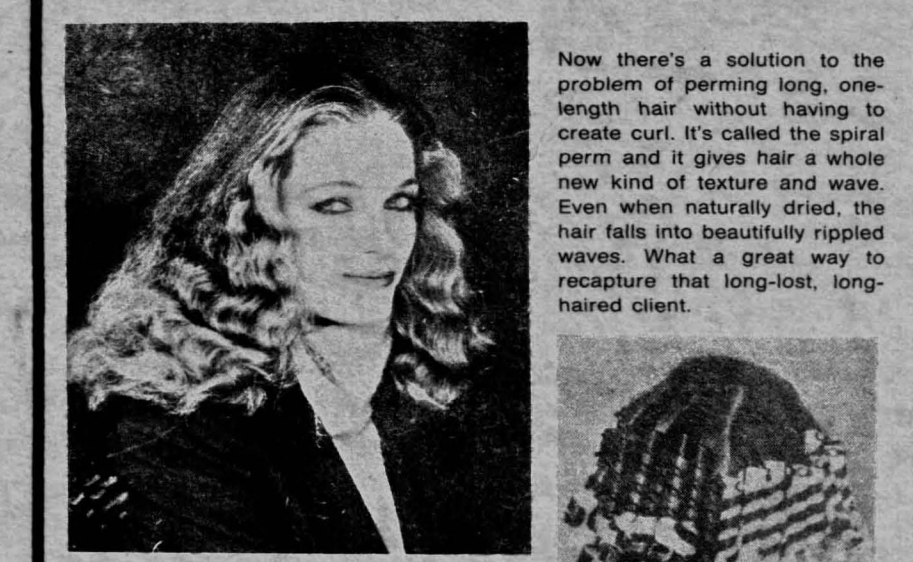 Now there's a solution to the
problem of perming long, one-
length hair without having to
create curl. It's called the spiral
perm and it gives hair a whole
new kind of texture and wave.
Even when naturally dried, the
hair falls into beautifully rippled
waves. What a great way to
recapture that long-lost, long-
haired client.